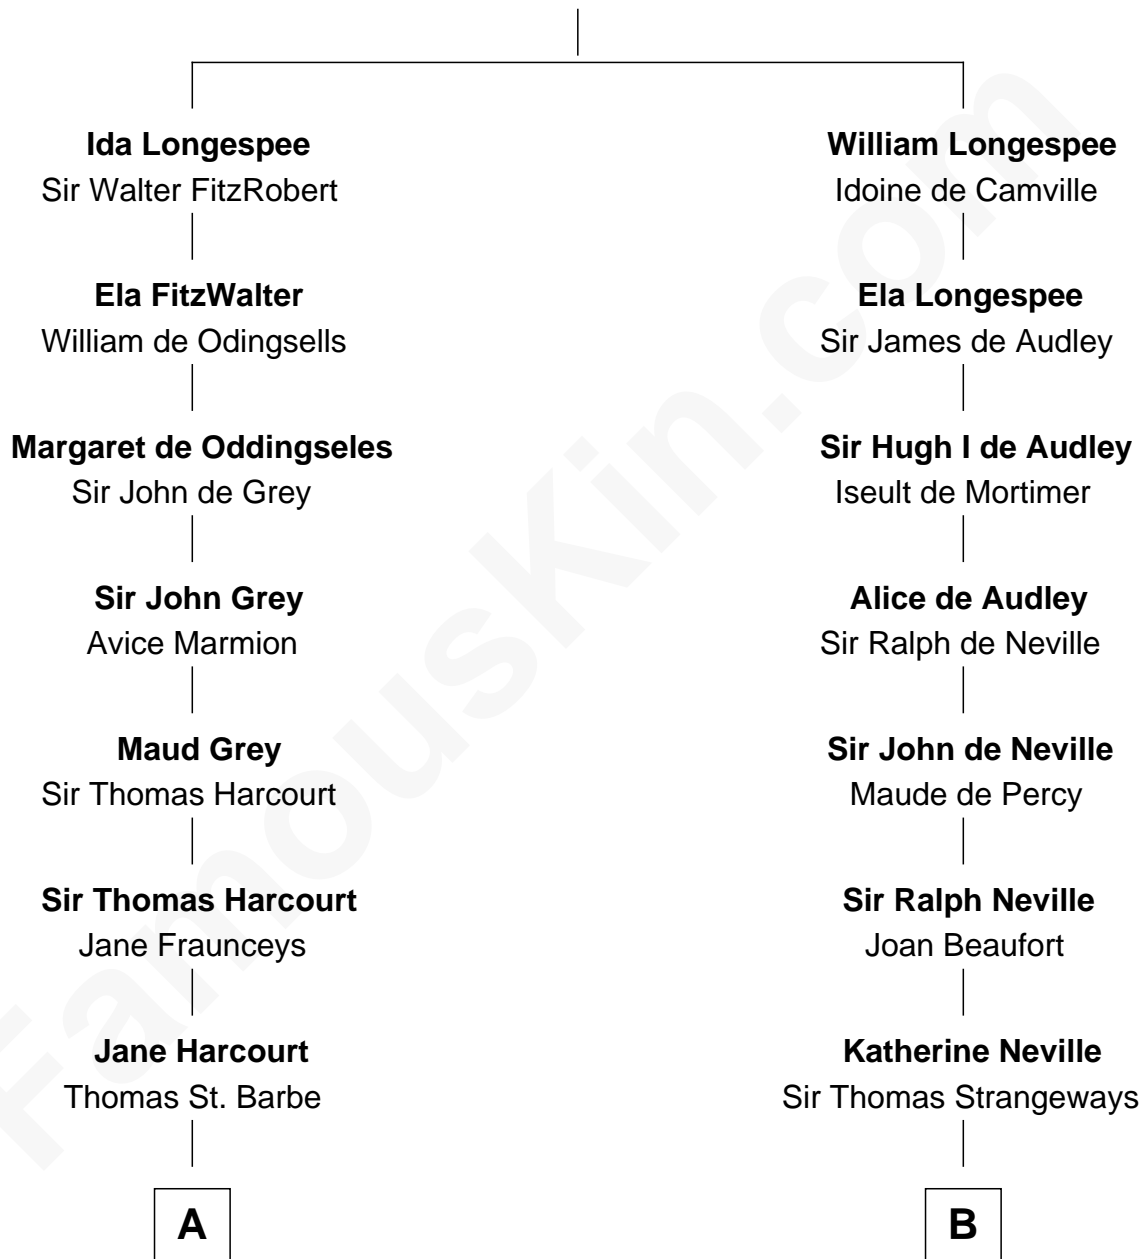 Ida Longespee
Sir Walter FitzRobert
Ela FitzWalter
William de Odingsells
Margaret de Oddingseles
Sir John de Grey
Sir John Grey
Avice Marmion
Maud Grey
Sir Thomas Harcourt
Sir Thomas Harcourt
Jane Fraunceys
Jane Harcourt
Thomas St. Barbe
A
William Longespee
Idoine de Camville
Ela Longespee
Sir James de Audley
Sir Hugh I de Audley
Iseult de Mortimer
Alice de Audley
Sir Ralph de Neville
Sir John de Neville
Maude de Percy
Sir Ralph Neville
Joan Beaufort
Katherine Neville
Sir Thomas Strangeways
B
FamousKin.com